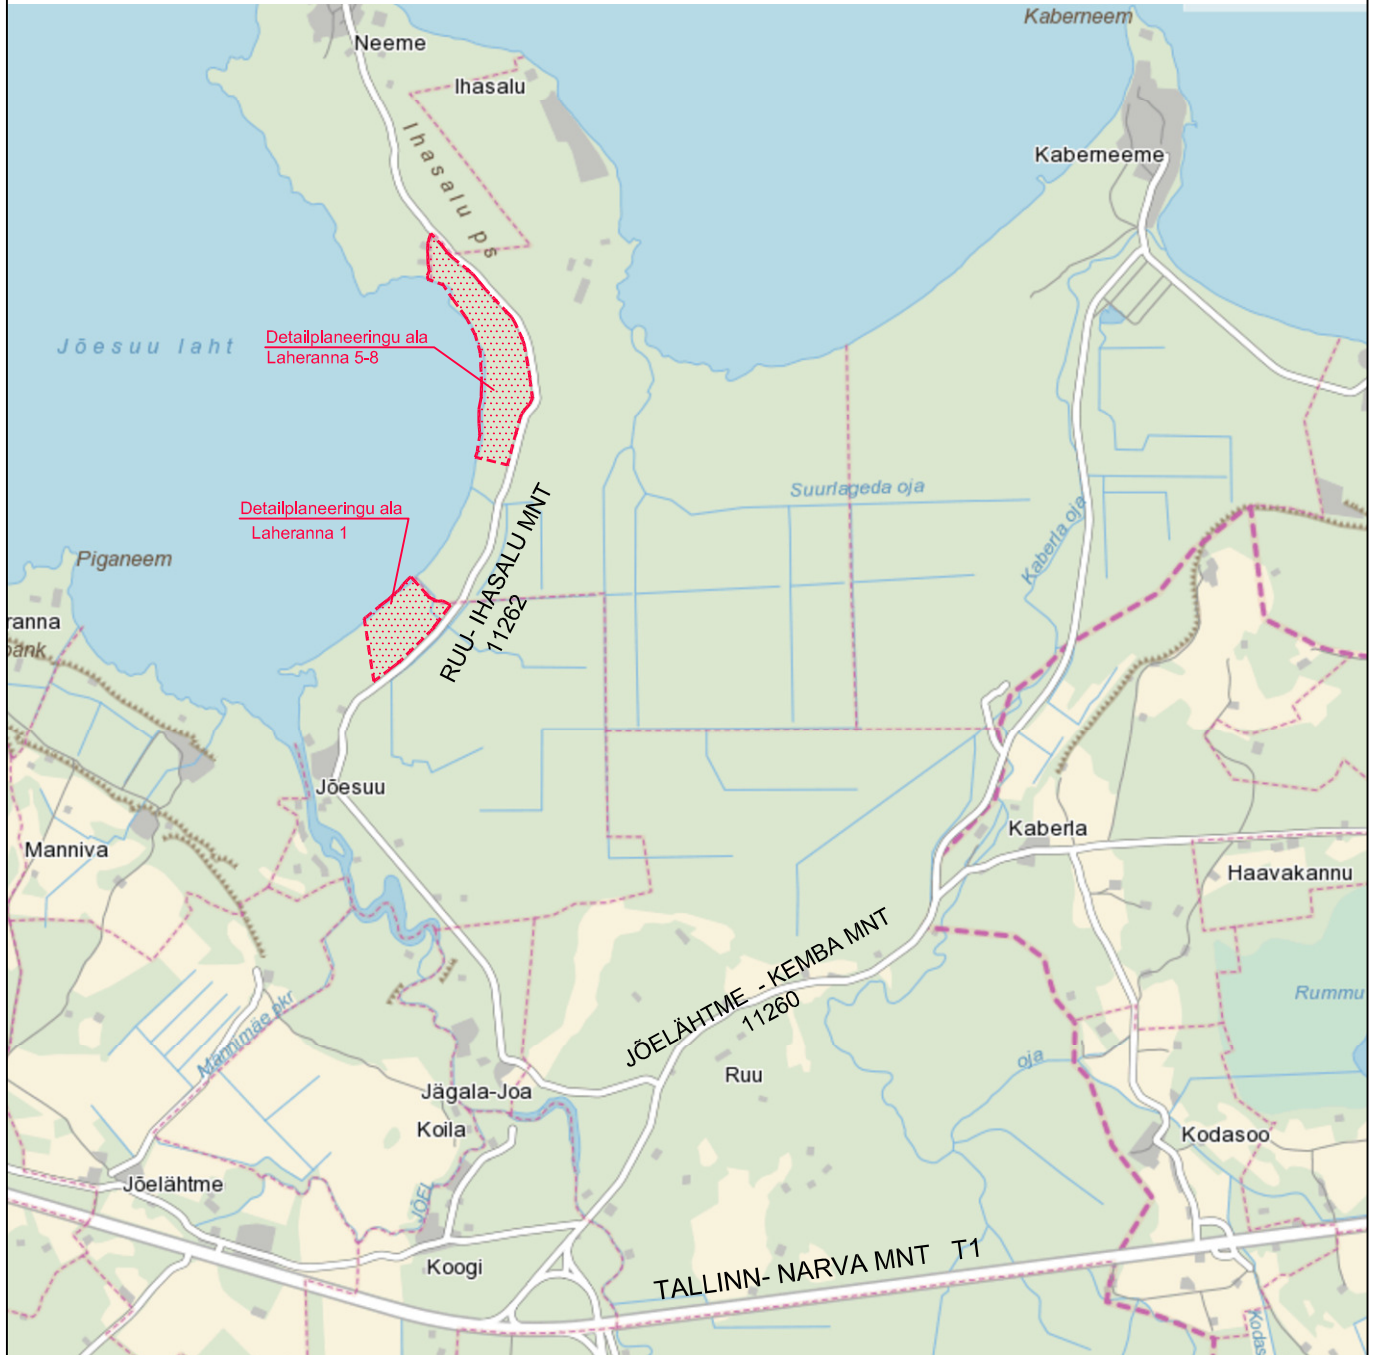 Kaberneem
Neeme
Ihasalu
Ihasalu ps
Kaberneeme
Detailplaneeringu ala
Laheranna 5-8
Jõesuu laht
Suurlageda oja
Detailplaneeringu ala
Laheranna 1
Kaberla oja
Piganeem
RUU- IHASALU MNT
11262
ranna
pank
Jõesuu
Manniva
Kaberla
Haavakannu
JÕELÄHTME - KEMBA MNT
11260
Rummu
Männimäe pkr
oja
Ruu
Jägala-Joa
Koila
Kodasoo
Jõelähtme
JÕEL
Koogi
TALLINN- NARVA MNT T1
Kodas